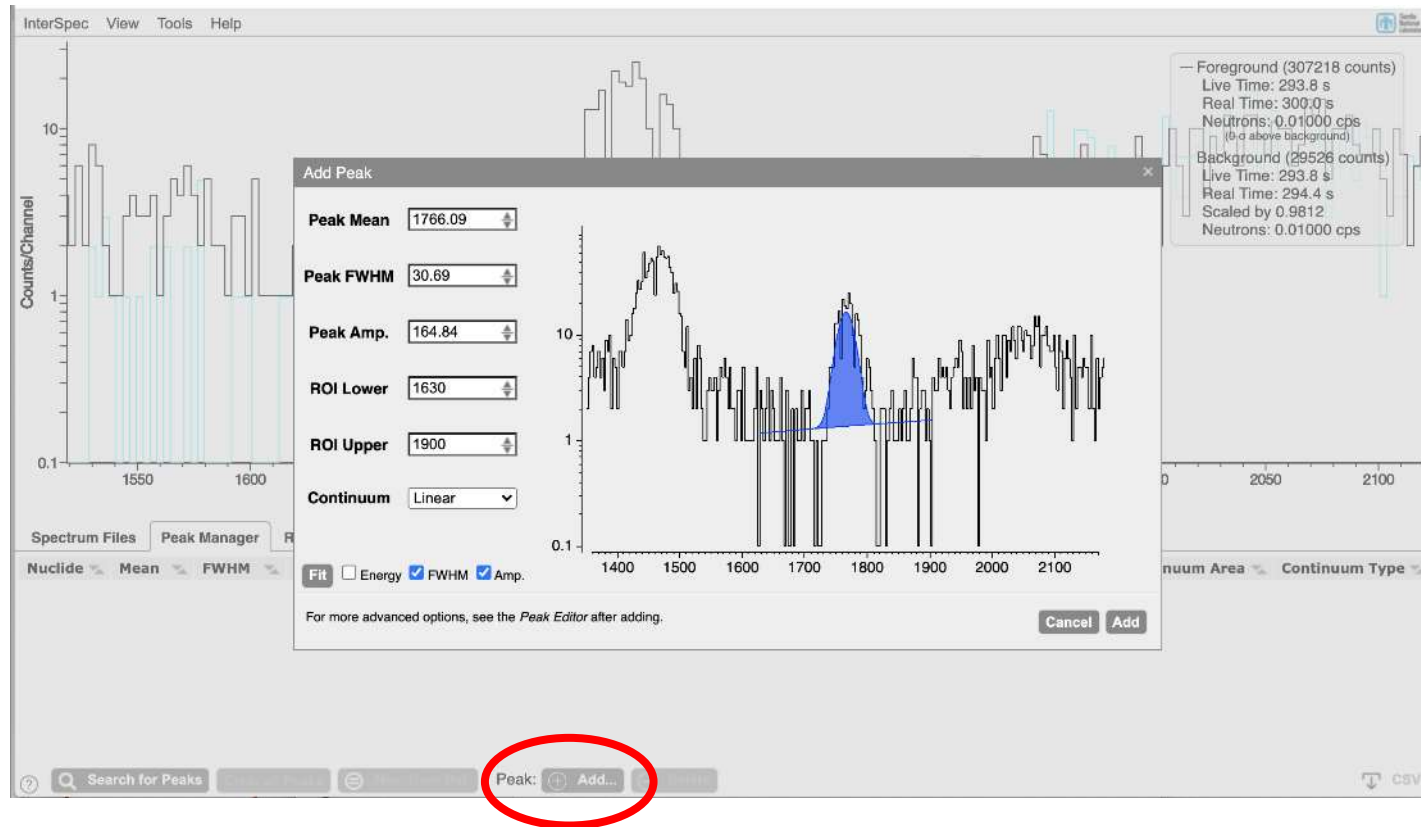 InterSpec View Tools Help
Foreground (307218 counts)
Live Time: 293.8 s
Real Time: 300.0 s
Neutrons: 0.01000 cps
(0 σ above background)
Background (29526 counts)
Live Time: 293.8 s
Real Time: 294.4 s
Scaled by 0.9812
Neutrons: 0.01000 cps
Counts/Channel
10
1
0.1
1550 1600 2050 2100
Add Peak ×
Peak Mean 1766.09
Peak FWHM 30.69
Peak Amp. 164.84
ROI Lower 1630
ROI Upper 1900
Continuum Linear
Fit Energy FWHM Amp.
10
1
0.1
1400 1500 1600 1700 1800 1900 2000 2100
For more advanced options, see the Peak Editor after adding.
Cancel Add
Spectrum Files Peak Manager R
Nuclide Mean FWHM nuum Area Continuum Type
? Search for Peaks Peak: Add... CSV